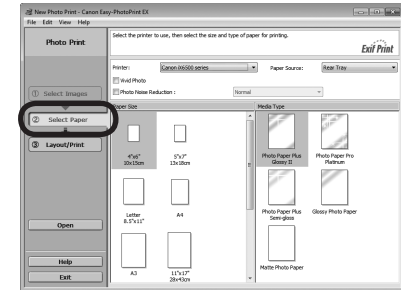 New Photo Print - Canon Easy-PhotoPrint EX
File Edit View Help
Photo Print
Select the printer to use, then select the size and type of paper for printing.
Exif Print
Printer: Canon iX6500 series Paper Source: Rear Tray
Vivid Photo
Photo Noise Reduction : Normal
① Select Images
② Select Paper
③ Layout/Print
Open
Help
Exit
Paper Size
4"x6"
10x15cm
5"x7"
13x18cm
Letter
8.5"x11"
A4
A3
11"x17"
28x43cm
Media Type
Photo Paper Plus
Glossy II
Photo Paper Pro
Platinum
Photo Paper Plus
Semi-gloss
Glossy Photo Paper
Matte Photo Paper